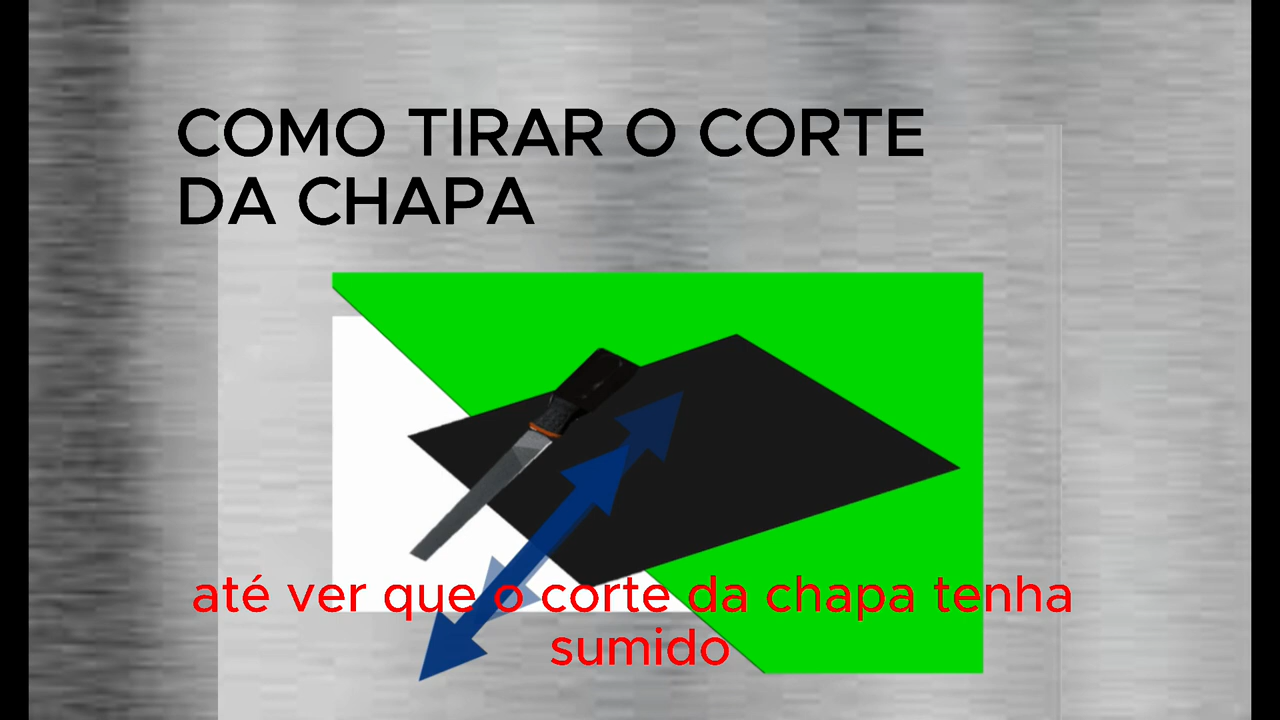 COMO TIRAR O CORTE
DA CHAPA
até ver que o corte da chapa tenha
sumido